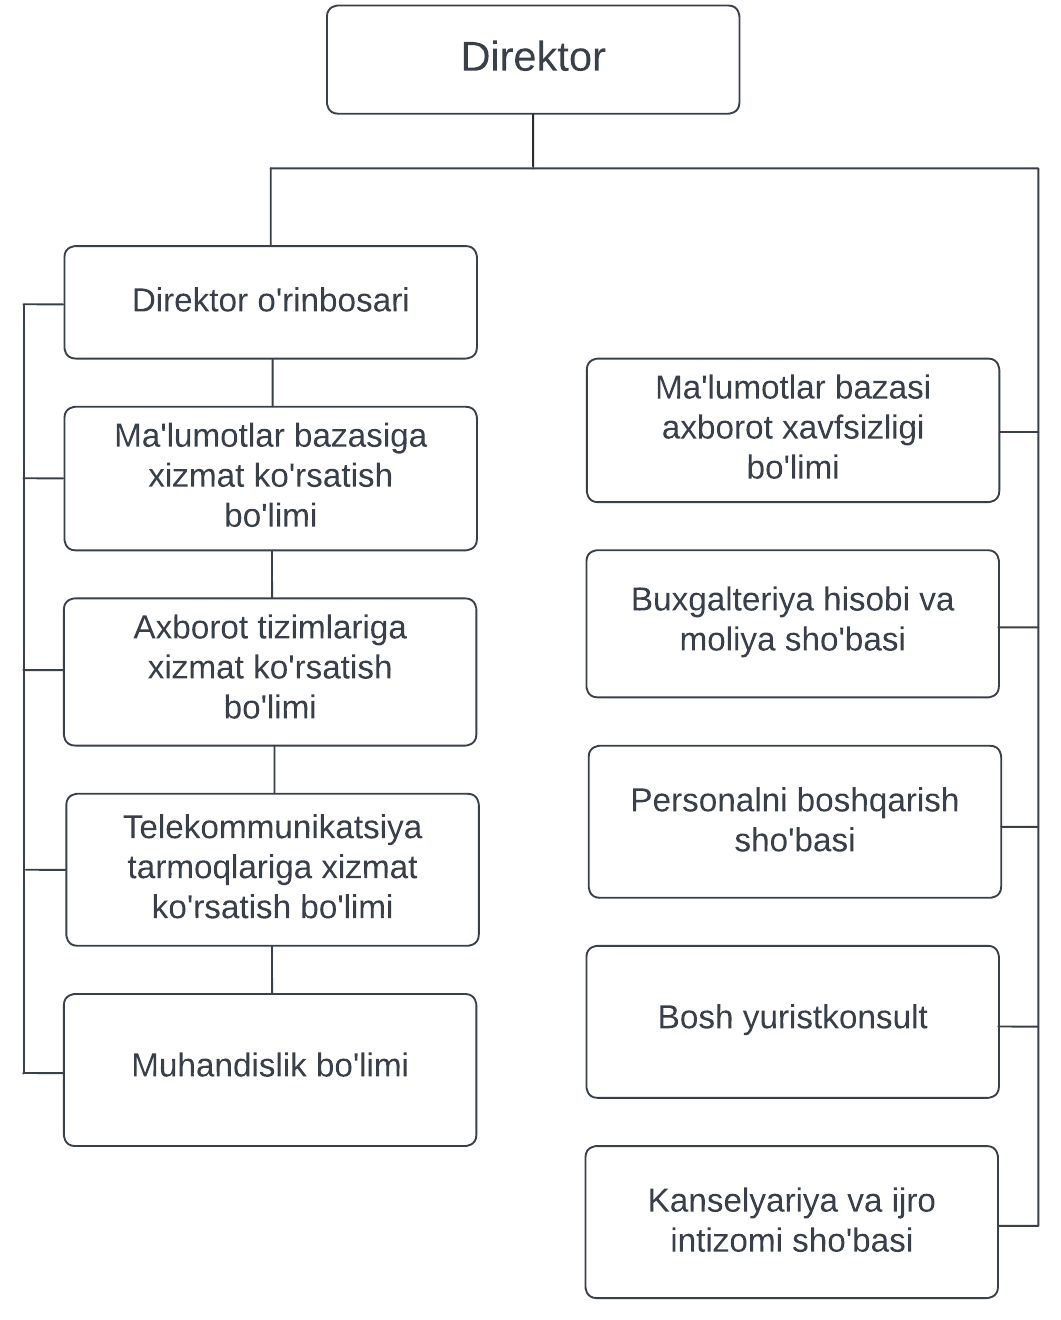 Direktor
Direktor o'rinbosari
Ma'lumotlar bazasiga
xizmat ko'rsatish
bo'limi
Axborot tizimlariga
xizmat ko'rsatish
bo'limi
Telekommunikatsiya
tarmoqlariga xizmat
ko'rsatish bo'limi
Muhandislik bo'limi
Ma'lumotlar bazasi
axborot xavfsizligi
bo'limi
Buxgalteriya hisobi va
moliya sho'basi
Personalni boshqarish
sho'basi
Bosh yuristkonsult
Kanselyariya va ijro
intizomi sho'basi